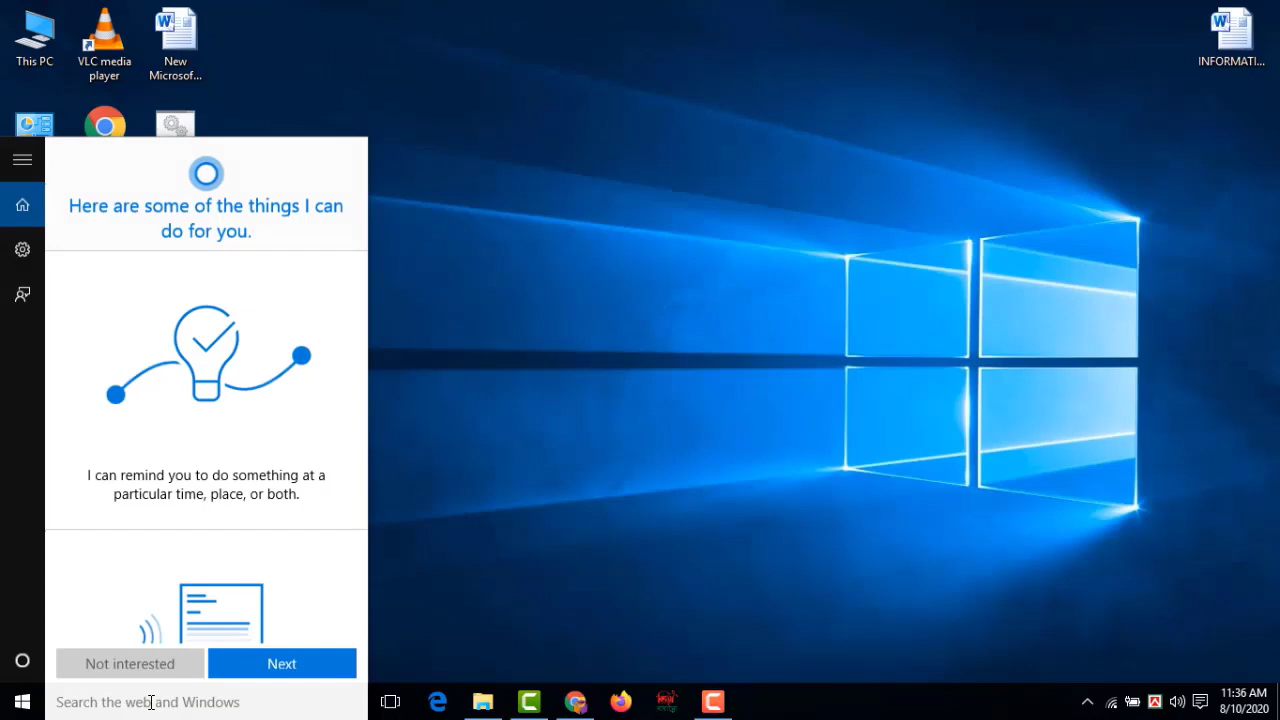 This PC
VLC media
player
New
Microsof...
INFORMATI...
Here are some of the things I can
do for you.
I can remind you to do something at a
particular time, place, or both.
Not interested
Next
Search the web and Windows
11:36 AM
8/10/2020